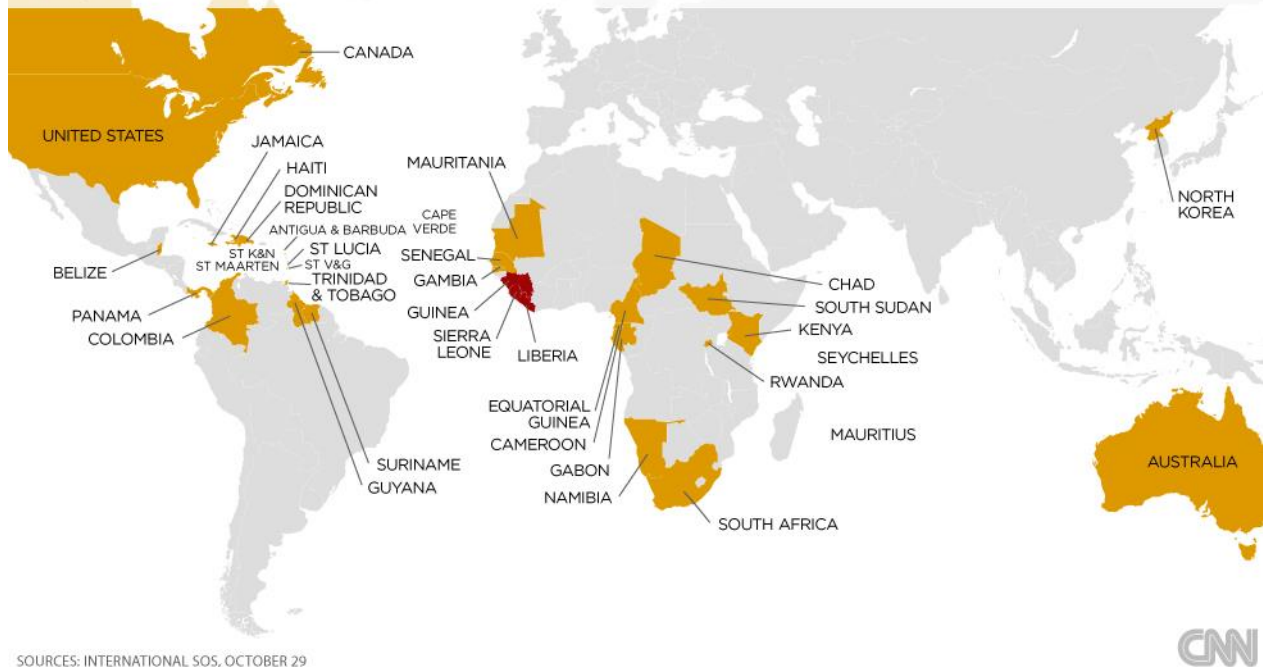 CANADA
UNITED STATES
JAMAICA
HAITI
DOMINICAN
REPUBLIC
ANTIGUA & BARBUDA
ST K&N
ST LUCIA
ST MAARTEN
ST V&G
TRINIDAD
& TOBAGO
BELIZE
PANAMA
COLOMBIA
SURINAME
GUYANA
MAURITANIA
CAPE
VERDE
SENEGAL
GAMBIA
GUINEA
SIERRA
LEONE
LIBERIA
CHAD
SOUTH SUDAN
KENYA
SEYCHELLES
RWANDA
EQUATORIAL
GUINEA
CAMEROON
GABON
MAURITIUS
NAMIBIA
SOUTH AFRICA
NORTH
KOREA
AUSTRALIA
SOURCES: INTERNATIONAL SOS, OCTOBER 29
CNN